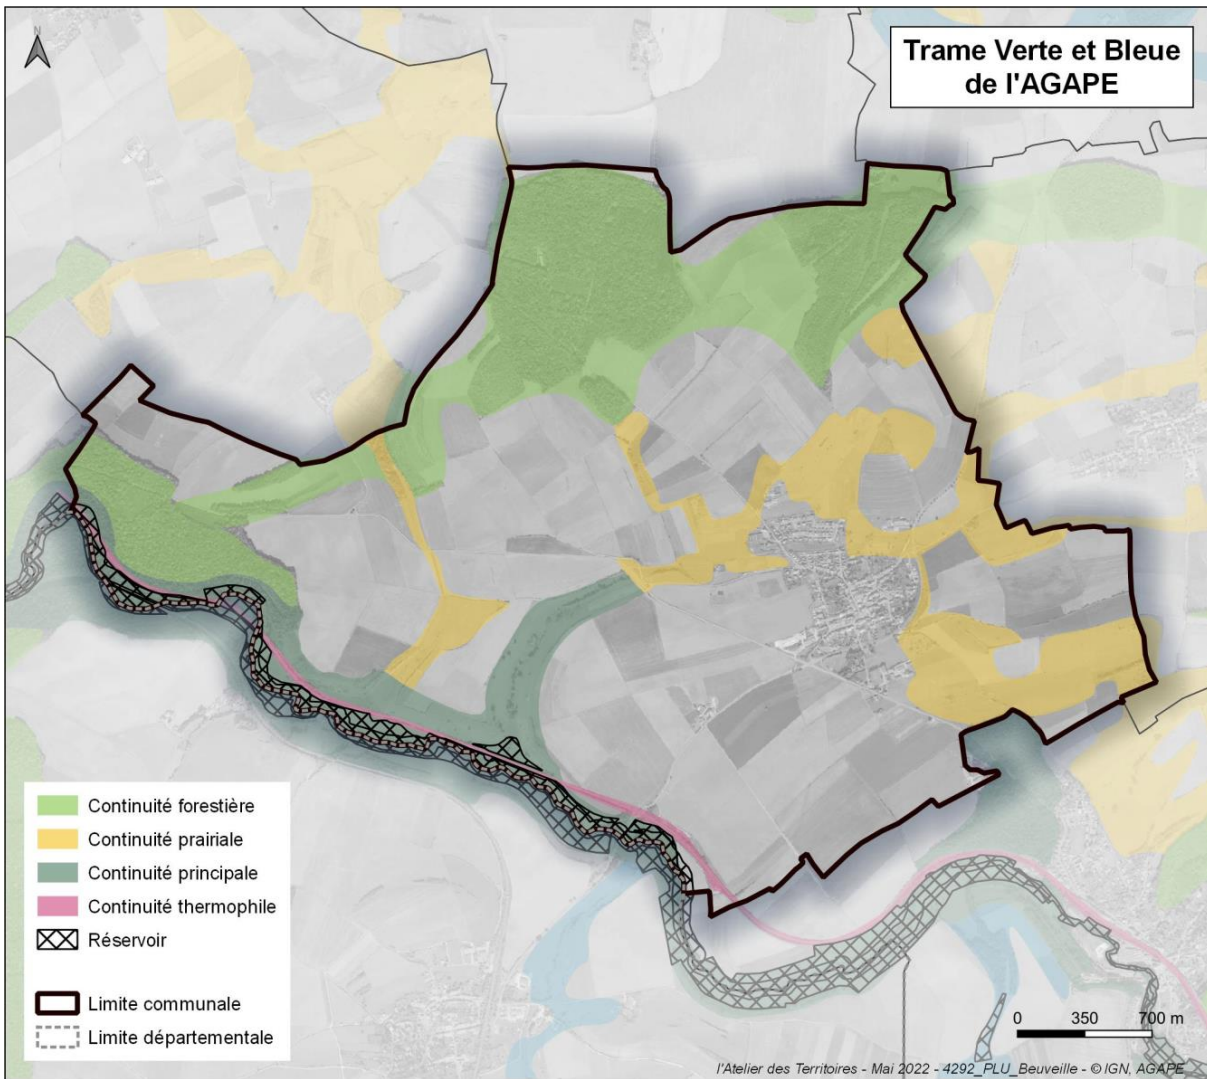 N
Trame Verte et Bleue
de l'AGAPE
Continuité forestière
Continuité prairiale
Continuité principale
Continuité thermophile
Réservoir
Limite communale
Limite départementale
0 350 700 m
l'Atelier des Territoires - Mai 2022 - 4292_PLU_Beuveille - © IGN, AGAPE